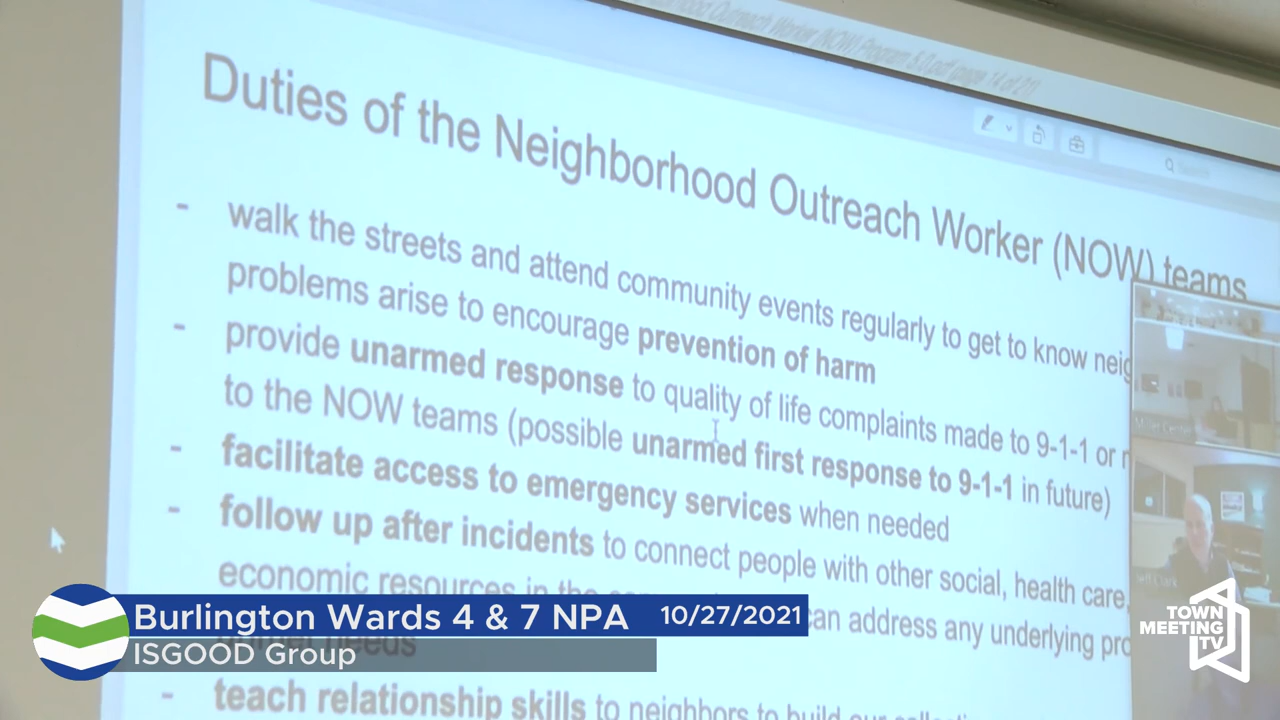 Duties of the Neighborhood Outreach Worker (NOW) teams
- walk the streets and attend community events regularly to get to know
problems arise to encourage prevention of harm
- provide unarmed response to quality of life complaints made to 9-1-1 or
to the NOW teams (possible unarmed first response to 9-1-1 in future)
- facilitate access to emergency services when needed
- follow up after incidents to connect people with other social, health care,
economic resources in the can address any underlying
needs
- teach relationship skills to neighbors to build our
Burlington Wards 4 & 7 NPA 10/27/2021
ISGOOD Group
TOWN
MEETING
TV